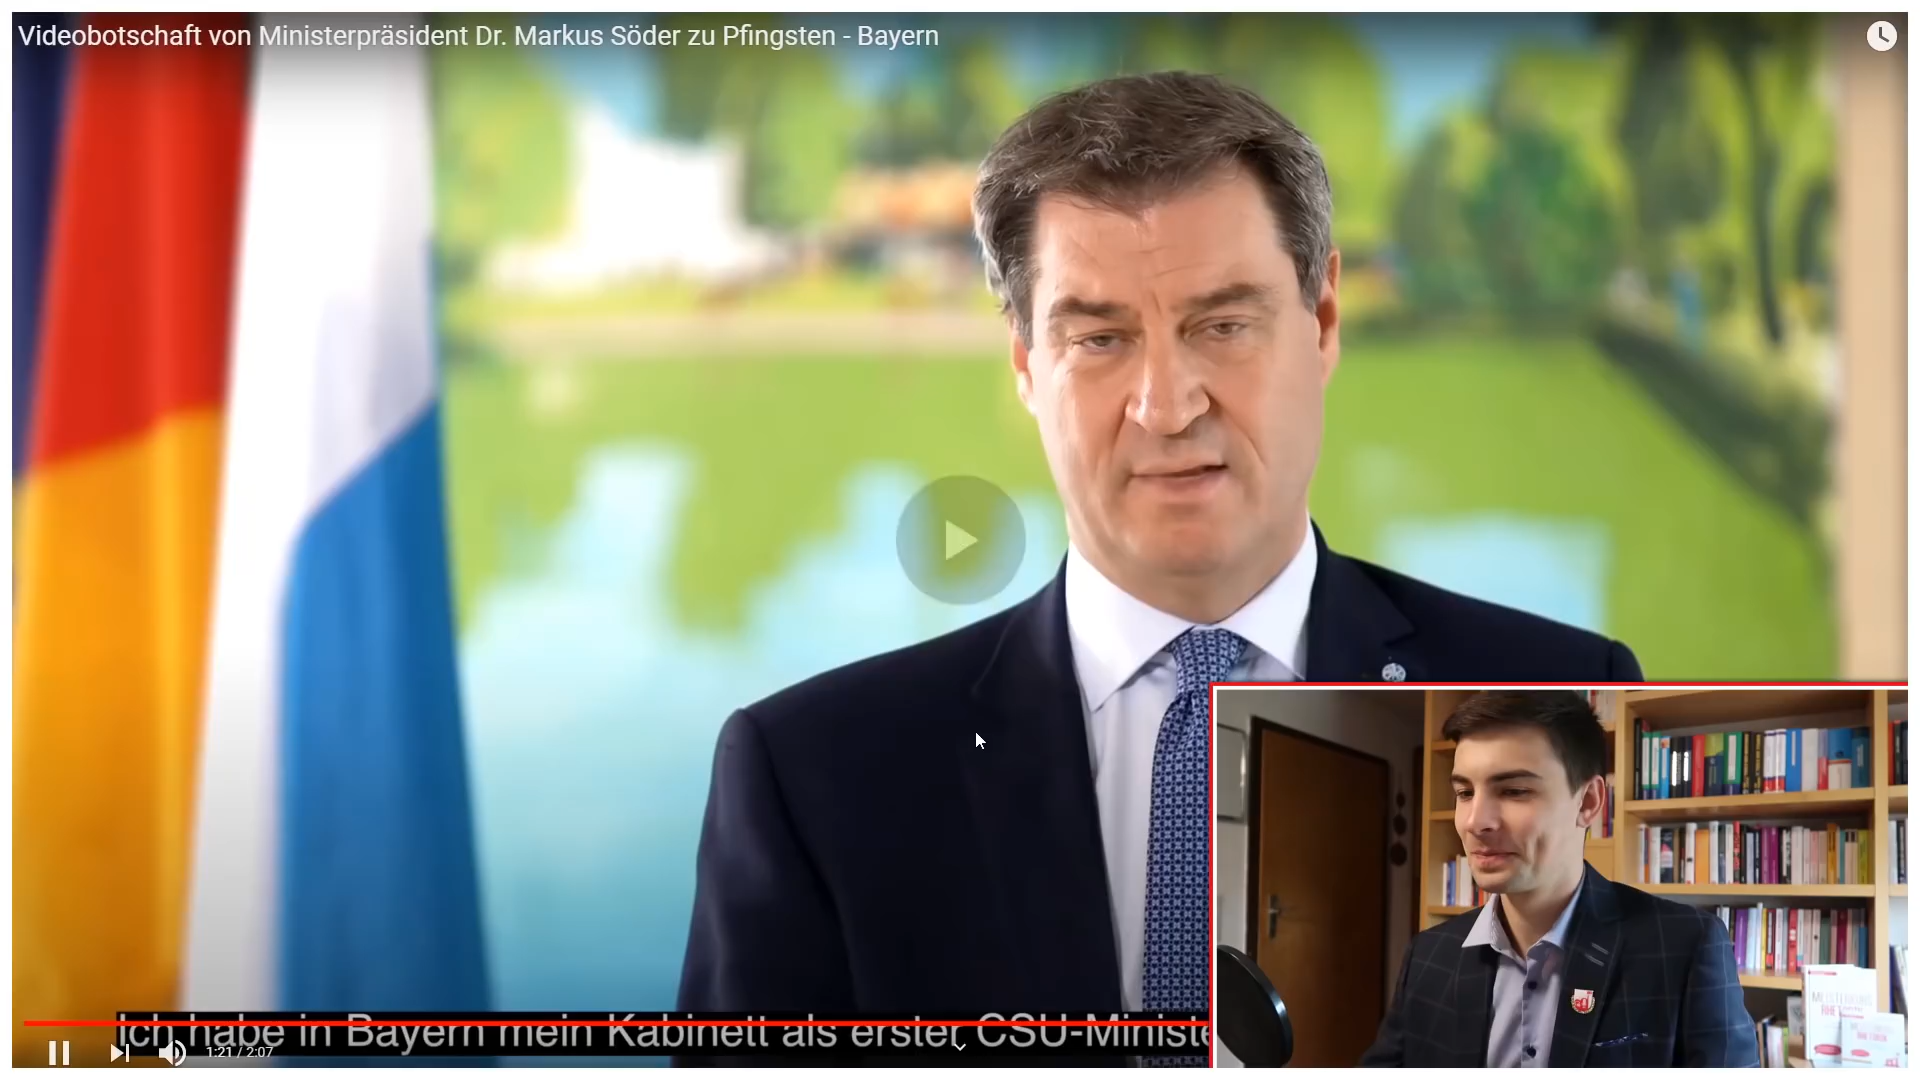 Videobotschaft von Ministerpräsident Dr. Markus Söder zu Pfingsten - Bayern
Ich habe in Bayern mein Kabinett als erster CSU-Ministe
1:21 / 2:07